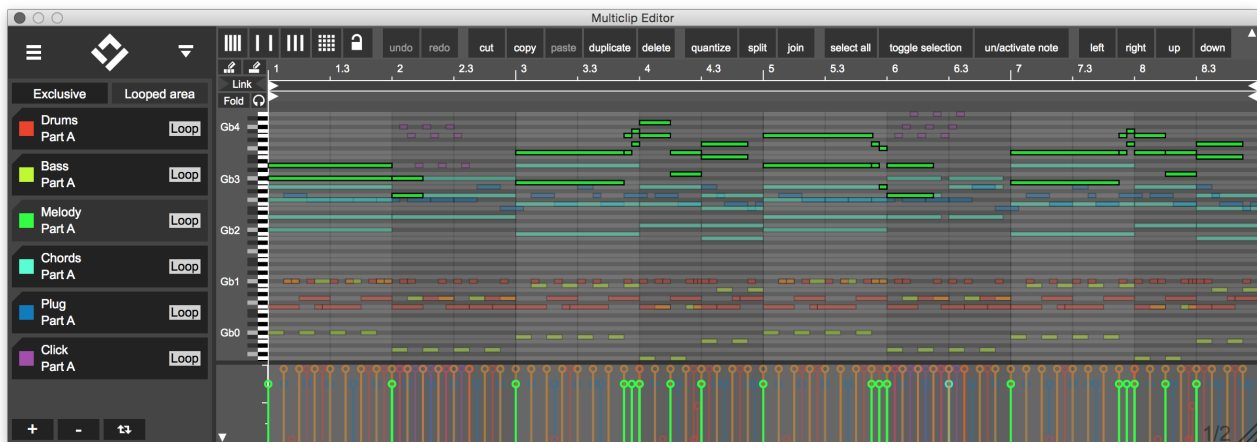 Multiclip Editor
undo redo cut copy paste duplicate delete quantize split join select all toggle selection un/activate note left right up down
1 1.3 2 2.3 3 3.3 4 4.3 5 5.3 6 6.3 7 7.3 8 8.3
Link
Exclusive Looped area
Fold
Drums
Part A Loop
Bass
Part A Loop
Melody
Part A Loop
Chords
Part A Loop
Plug
Part A Loop
Click
Part A Loop
Gb4
Gb3
Gb2
Gb1
Gb0
+ -
1/2